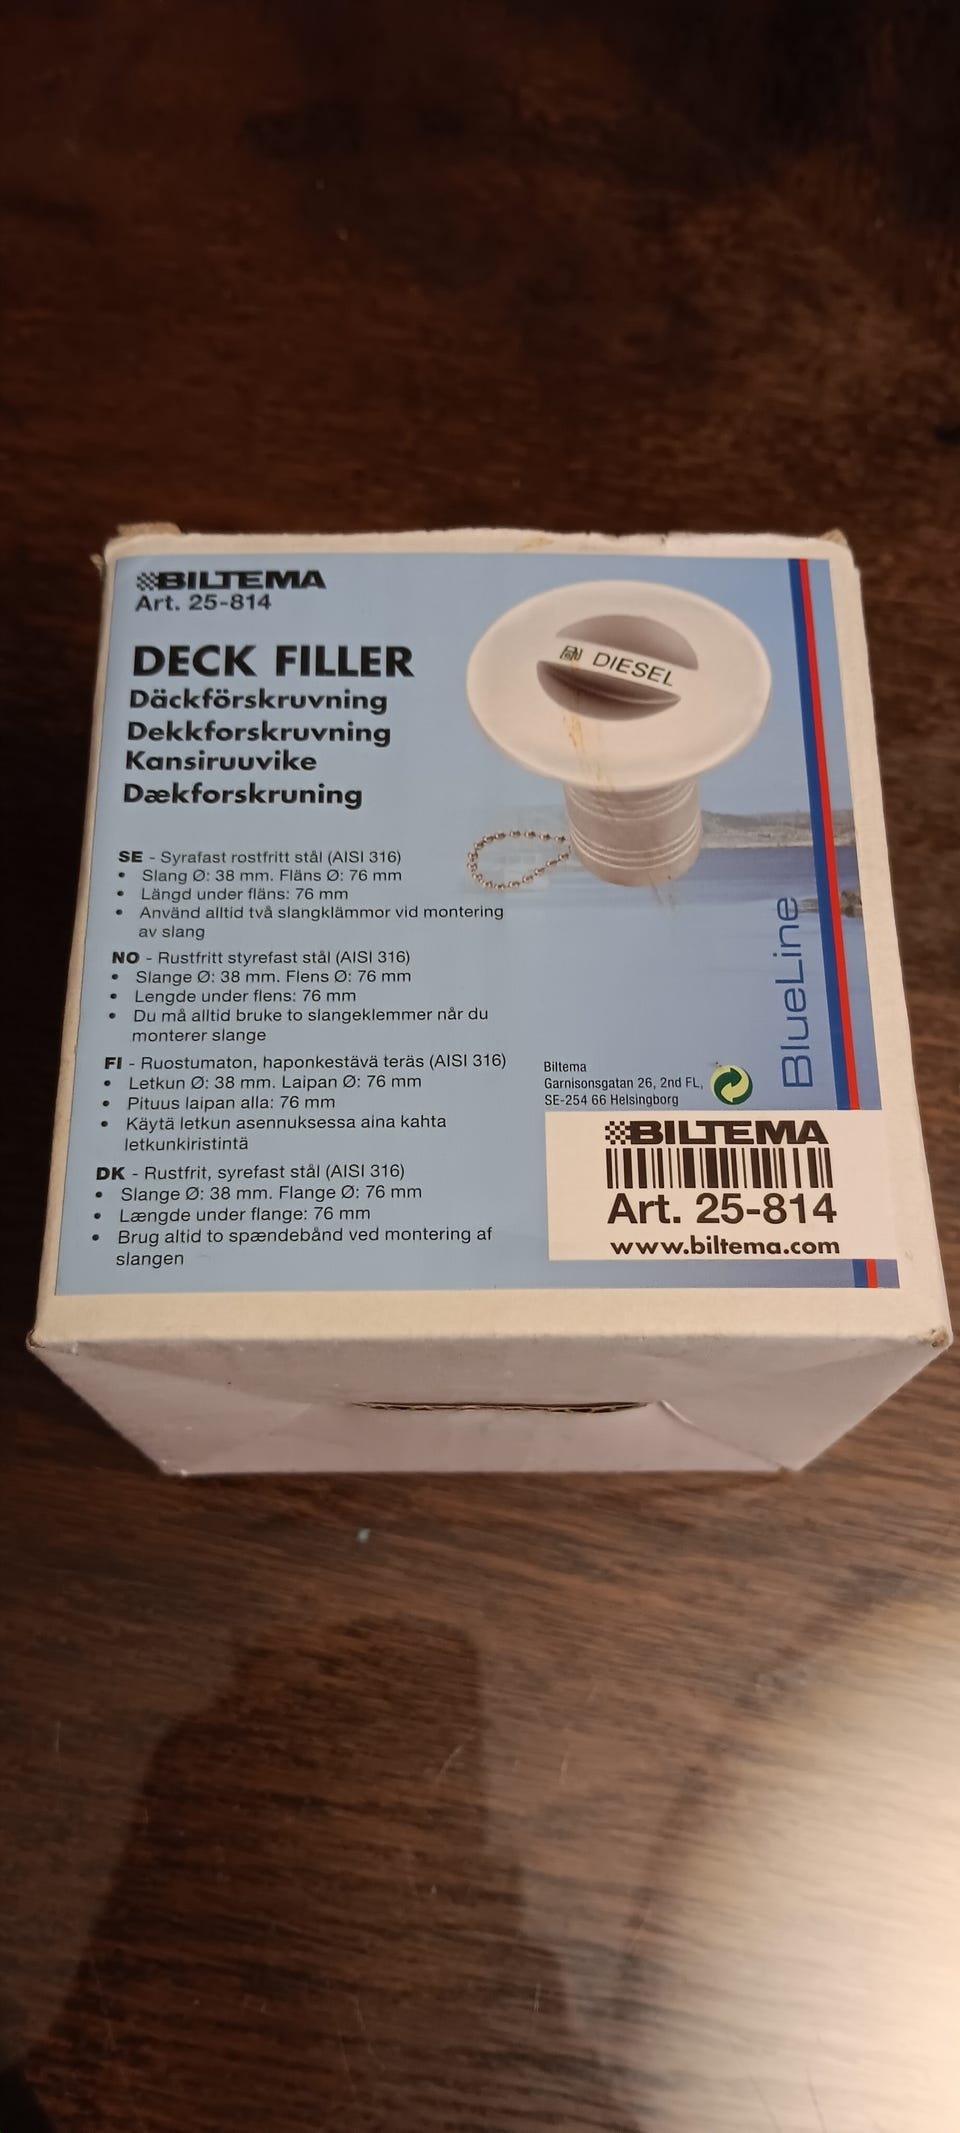 BILTEMA
Art. 25-814
DECK FILLER
Däckförskruvning
Dekkforskruvning
Kansiruuvike
Dækforskruning
DIESEL
SE - Syrafast rostfritt stål (AISI 316)
• Slang Ø: 38 mm. Fläns Ø: 76 mm
• Längd under fläns: 76 mm
• Använd alltid två slangklämmor vid montering
av slang
NO - Rustfritt styrefast stål (AISI 316)
• Slange Ø: 38 mm. Flens Ø: 76 mm
• Lengde under flens: 76 mm
• Du må alltid bruke to slangeklemmer når du
monterer slange
FI - Ruostumaton, haponkestävä teräs (AISI 316)
• Letkun Ø: 38 mm. Laipan Ø: 76 mm
• Pituus laipan alla: 76 mm
• Käytä letkun asennuksessa aina kahta
letkunkiristintä
DK - Rustfrit, syrefast stål (AISI 316)
• Slange Ø: 38 mm. Flange Ø: 76 mm
• Længde under flange: 76 mm
• Brug altid to spændebånd ved montering af
slangen
BlueLine
Biltema
Garnisonsgatan 26, 2nd FL,
SE-254 66 Helsingborg
BILTEMA
Art. 25-814
www.biltema.com